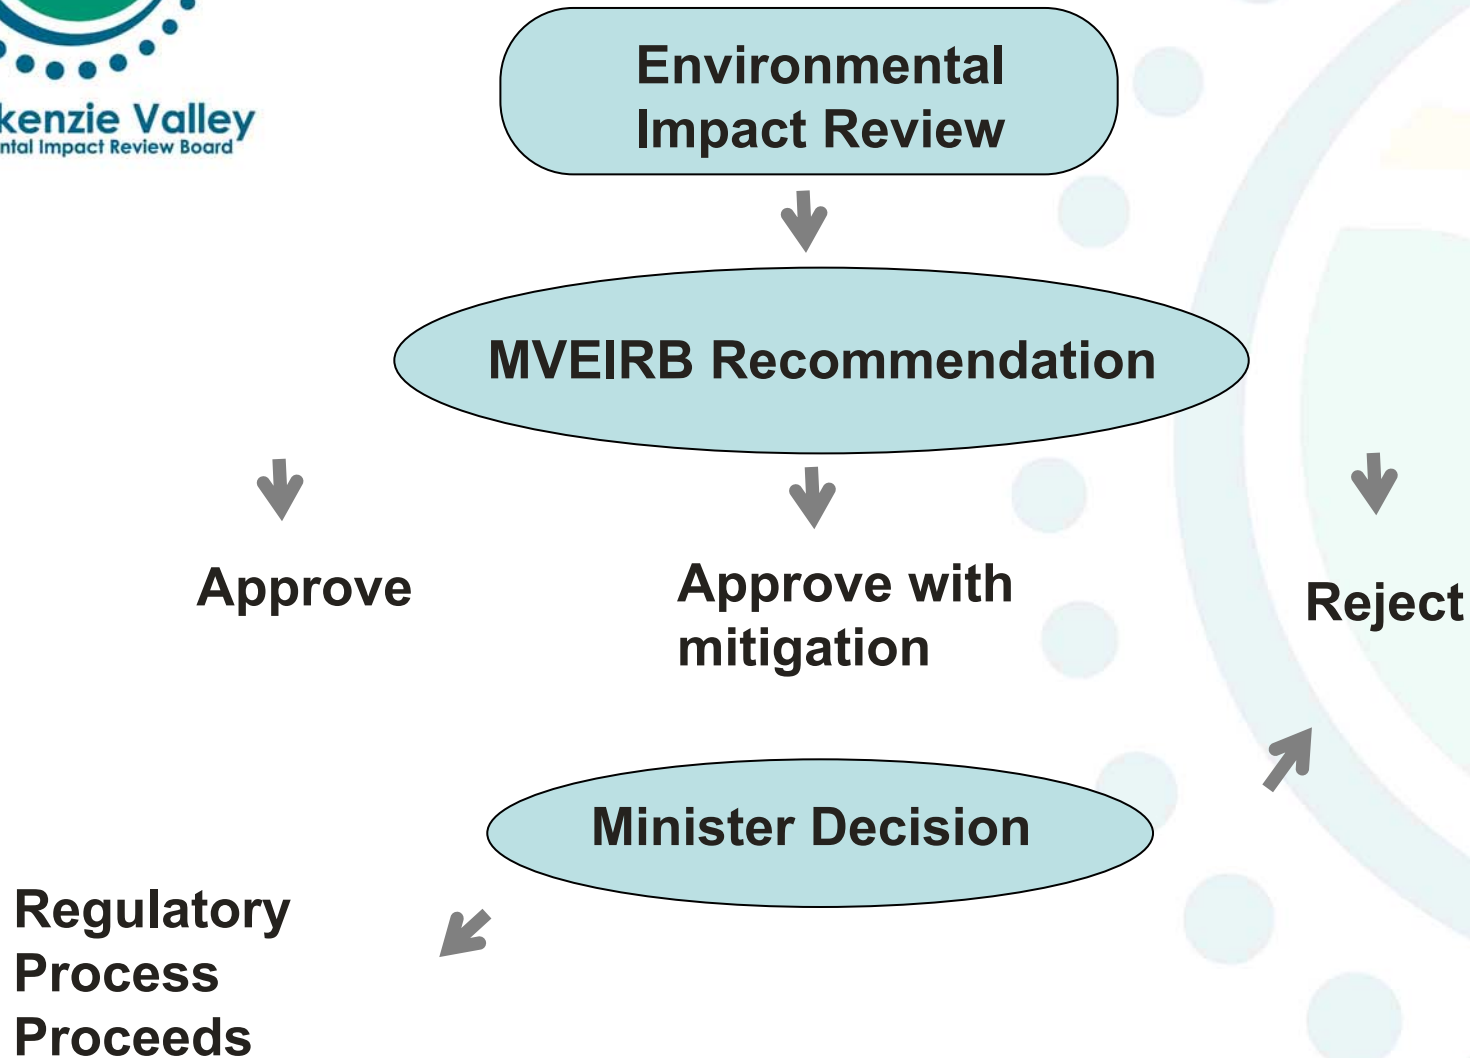 kenzie Valley
ntal Impact Review Board
Environmental
Impact Review
MVEIRB Recommendation
Approve
Approve with
mitigation
Reject
Minister Decision
Regulatory
Process
Proceeds